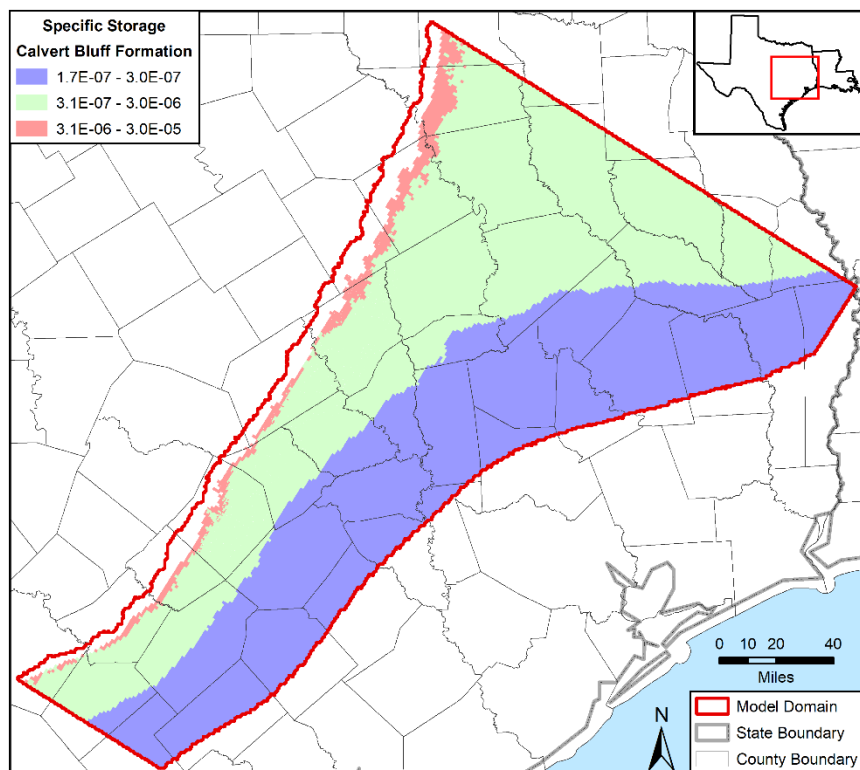 Specific Storage
Calvert Bluff Formation
1.7E-07 - 3.0E-07
3.1E-07 - 3.0E-06
3.1E-06 - 3.0E-05
0 10 20 40
Miles
N
Model Domain
State Boundary
County Boundary